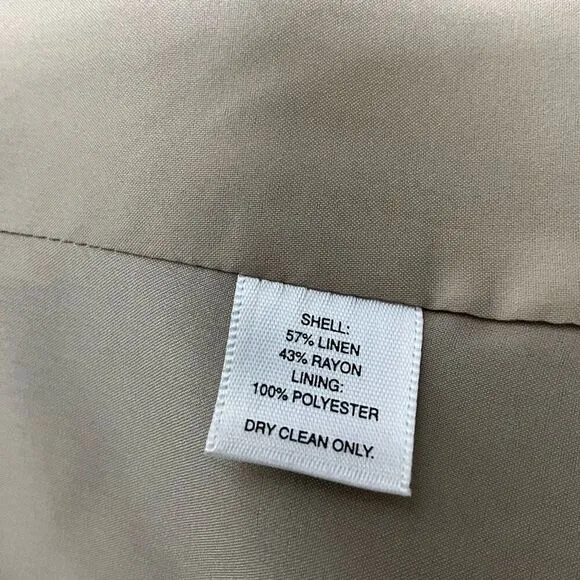 SHELL:
57% LINEN
43% RAYON
LINING:
100% POLYESTER
DRY CLEAN ONLY.